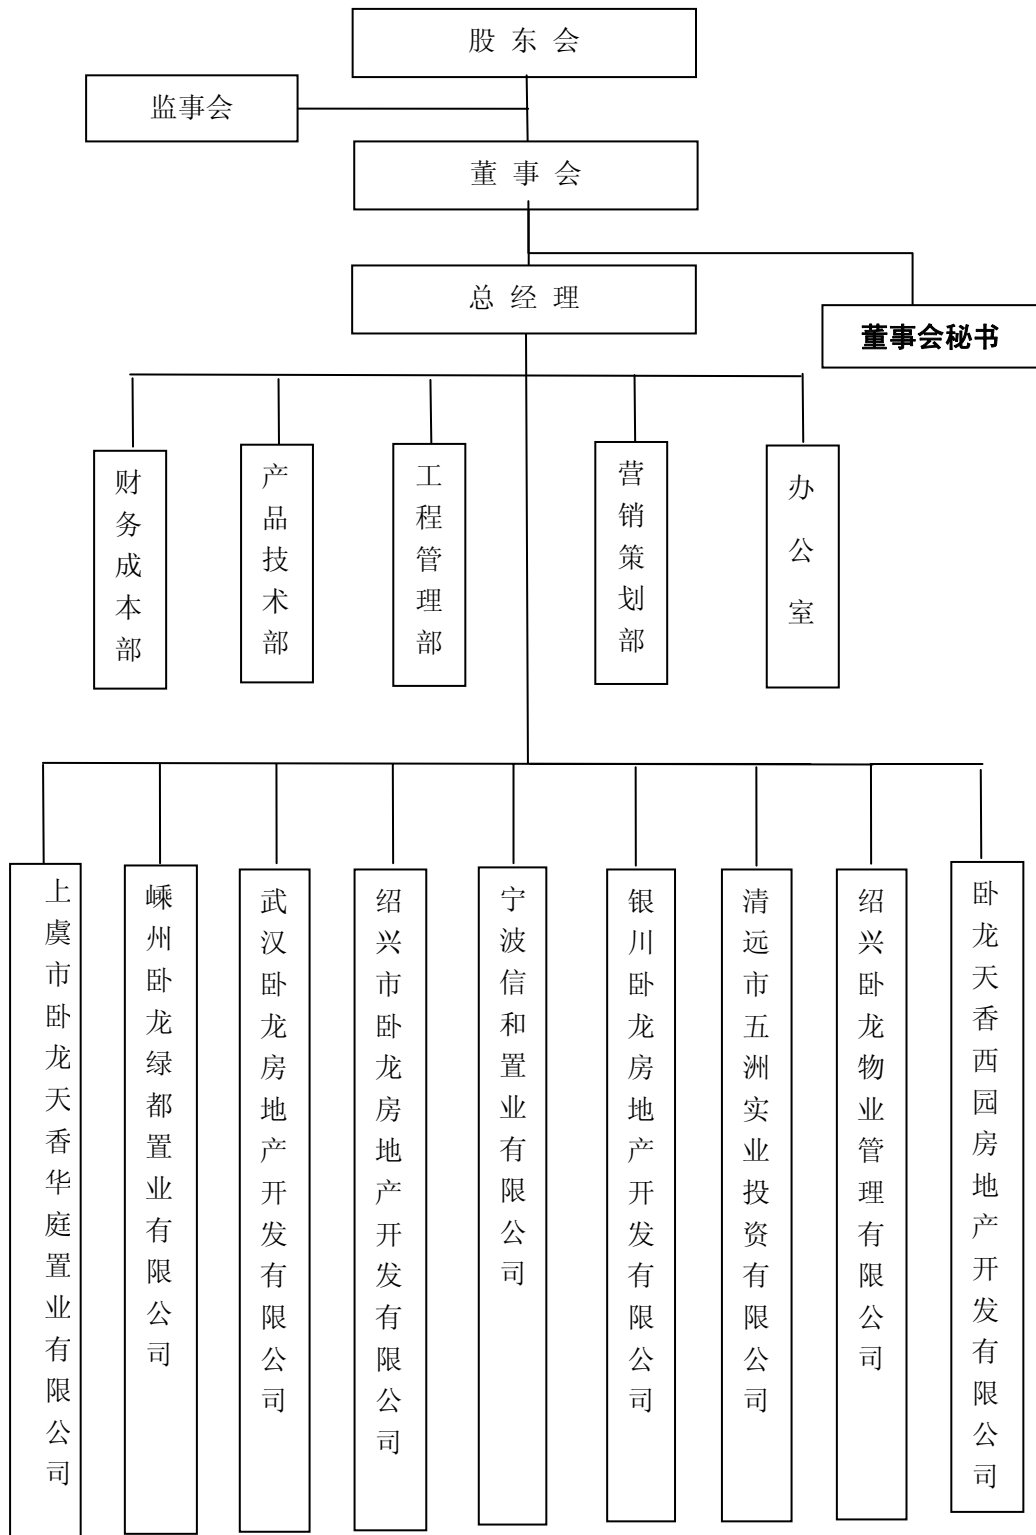 股 东 会
监事会
董 事 会
总 经 理
董事会秘书
财务成本部
产品技术部
工程管理部
营销策划部
办公室
上虞市卧龙天香华庭置业有限公司
嵊州卧龙绿都置业有限公司
武汉卧龙房地产开发有限公司
绍兴市卧龙房地产开发有限公司
宁波信和置业有限公司
银川卧龙房地产开发有限公司
清远市五洲实业投资有限公司
绍兴卧龙物业管理有限公司
卧龙天香西园房地产开发有限公司